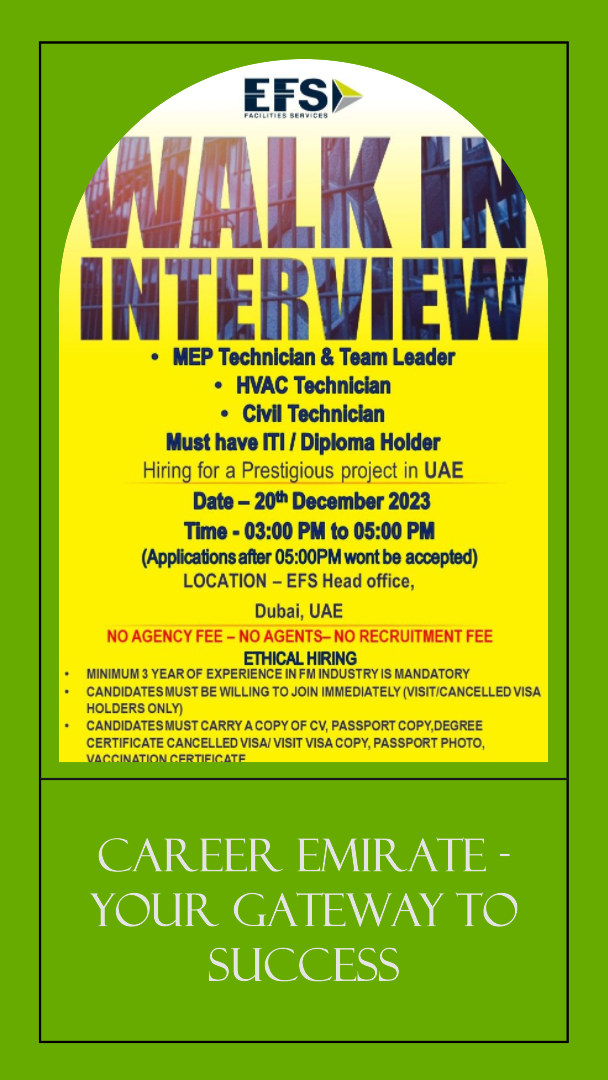 EFS
FACILITIES SERVICES
WALK IN
INTERVIEW
• MEP Technician & Team Leader
• HVAC Technician
• Civil Technician
Must have ITI / Diploma Holder
Hiring for a Prestigious project in UAE
Date – 20th December 2023
Time - 03:00 PM to 05:00 PM
(Applications after 05:00PM wont be accepted)
LOCATION – EFS Head office,
Dubai, UAE
NO AGENCY FEE – NO AGENTS– NO RECRUITMENT FEE
ETHICAL HIRING
• MINIMUM 3 YEAR OF EXPERIENCE IN FM INDUSTRY IS MANDATORY
• CANDIDATES MUST BE WILLING TO JOIN IMMEDIATELY (VISIT/CANCELLED VISA
HOLDERS ONLY)
• CANDIDATES MUST CARRY A COPY OF CV, PASSPORT COPY,DEGREE
CERTIFICATE CANCELLED VISA/ VISIT VISA COPY, PASSPORT PHOTO,
VACCINATION CERTIFICATE
CAREER EMIRATE -
YOUR GATEWAY TO
SUCCESS